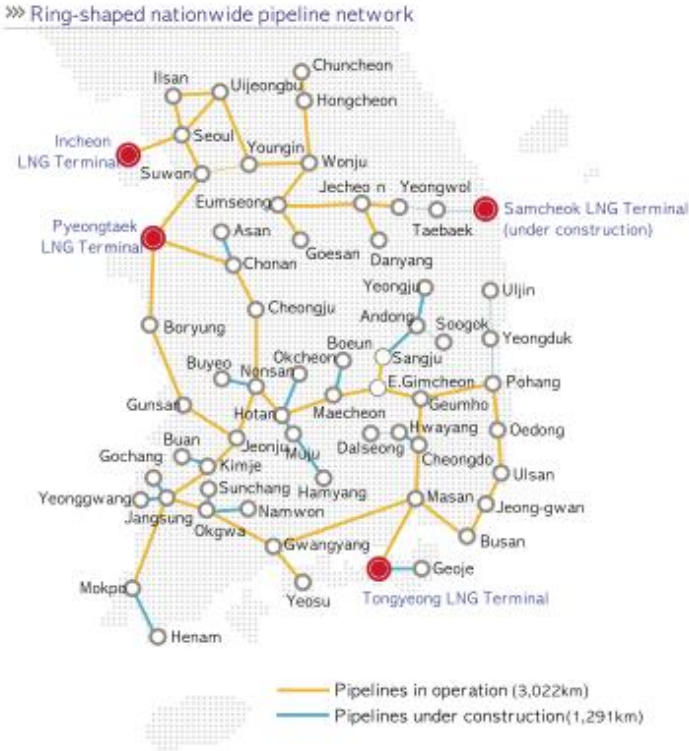 >>> Ring-shaped nationwide pipeline network
Chuncheon
Ilsan
Uijeongbu
Hongcheon
Incheon
LNG Terminal
Seoul
Youngin
Wonju
Suwon
Jecheo n
Yeongwol
Eumseong
Samcheok LNG Terminal
(under construction)
Taebaek
Pyeongtaek
LNG Terminal
Asan
Goesan
Danyang
Chonan
Yeongju
Uljin
Cheongju
Andong
Soogok
Boryung
Boeun
Yeongduk
Buyeo
Okcheon
Sangju
Nonsan
E.Gimcheon
Pohang
Gunsan
Hotan
Maecheon
Geumho
Buan
Jeonju
Muju
Dalseong
Hwayang
Oedong
Gochang
Kimje
Cheongdo
Sunchang
Hamyang
Ulsan
Yeonggwang
Jangsung
Namwon
Masan
Jeong-gwan
Okgwa
Gwangyang
Busan
Mokpo
Yeosu
Geoje
Tongyeong LNG Terminal
Henam
Pipelines in operation (3,022km)
Pipelines under construction(1,291km)